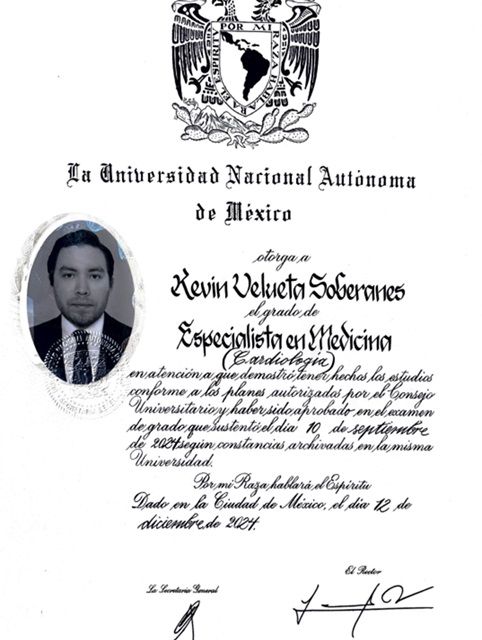 POR MI RAZA HABLARA EL ESPIRITU
La Universidad Nacional Autónoma
de México
otorga a
Kevin Velueta Soberanes
el grado de
Especialista en Medicina
(Cardiología)
en atención a que demostró tener hechos los estudios
conforme a los planes autorizados por el Consejo
Universitario y haber sido aprobado en el examen
de grado que sustentó el día 10 de septiembre
de 2024 según constancias archivadas en la misma
Universidad.
Por mi Raza hablará el Espíritu
Dado en la Ciudad de México, el día 12 de
diciembre de 2024.
El Rector
La Secretaria General